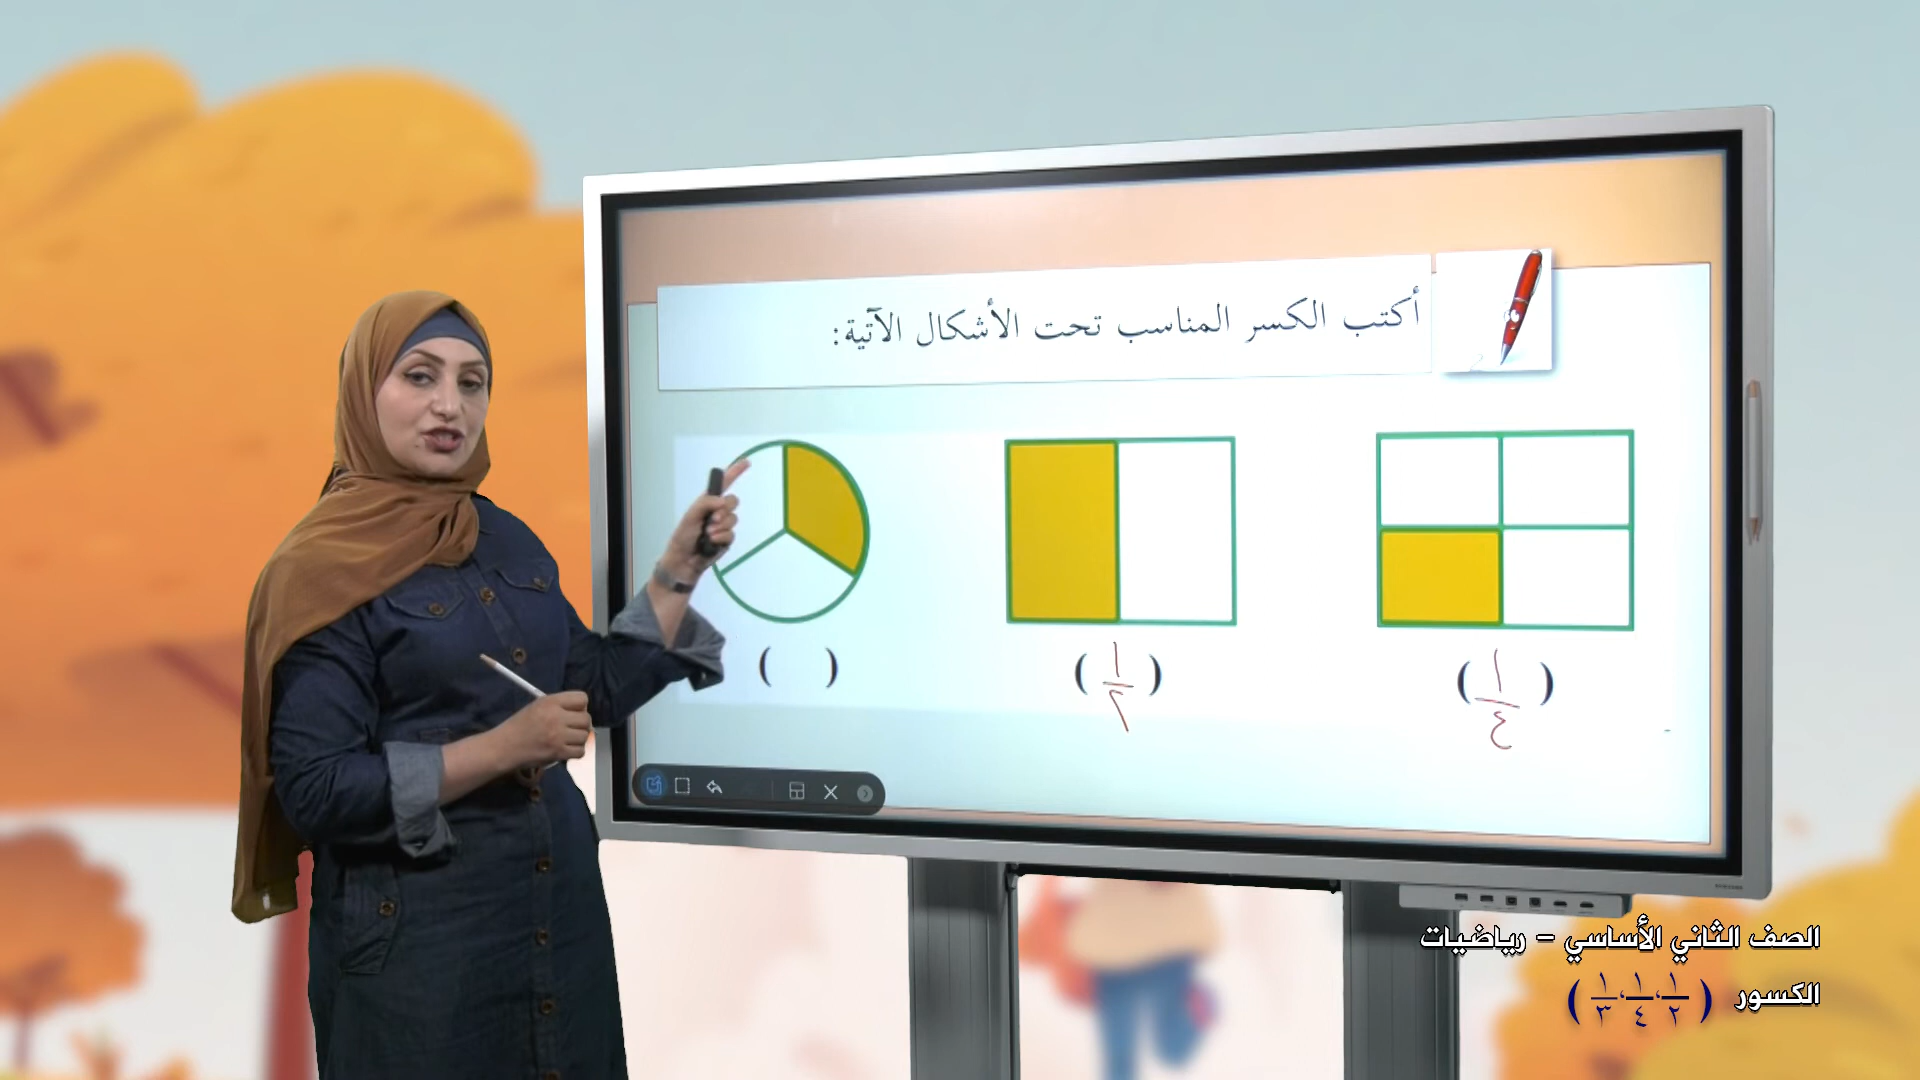 أكتب الكسر المناسب تحت الأشكال الآتية:
( ١/٤ )
( ١/٢ )
( )
الصف الثاني الأساسي – رياضيات
الكسور ( ١/٢ ، ١/٤ ، ١/٣ )